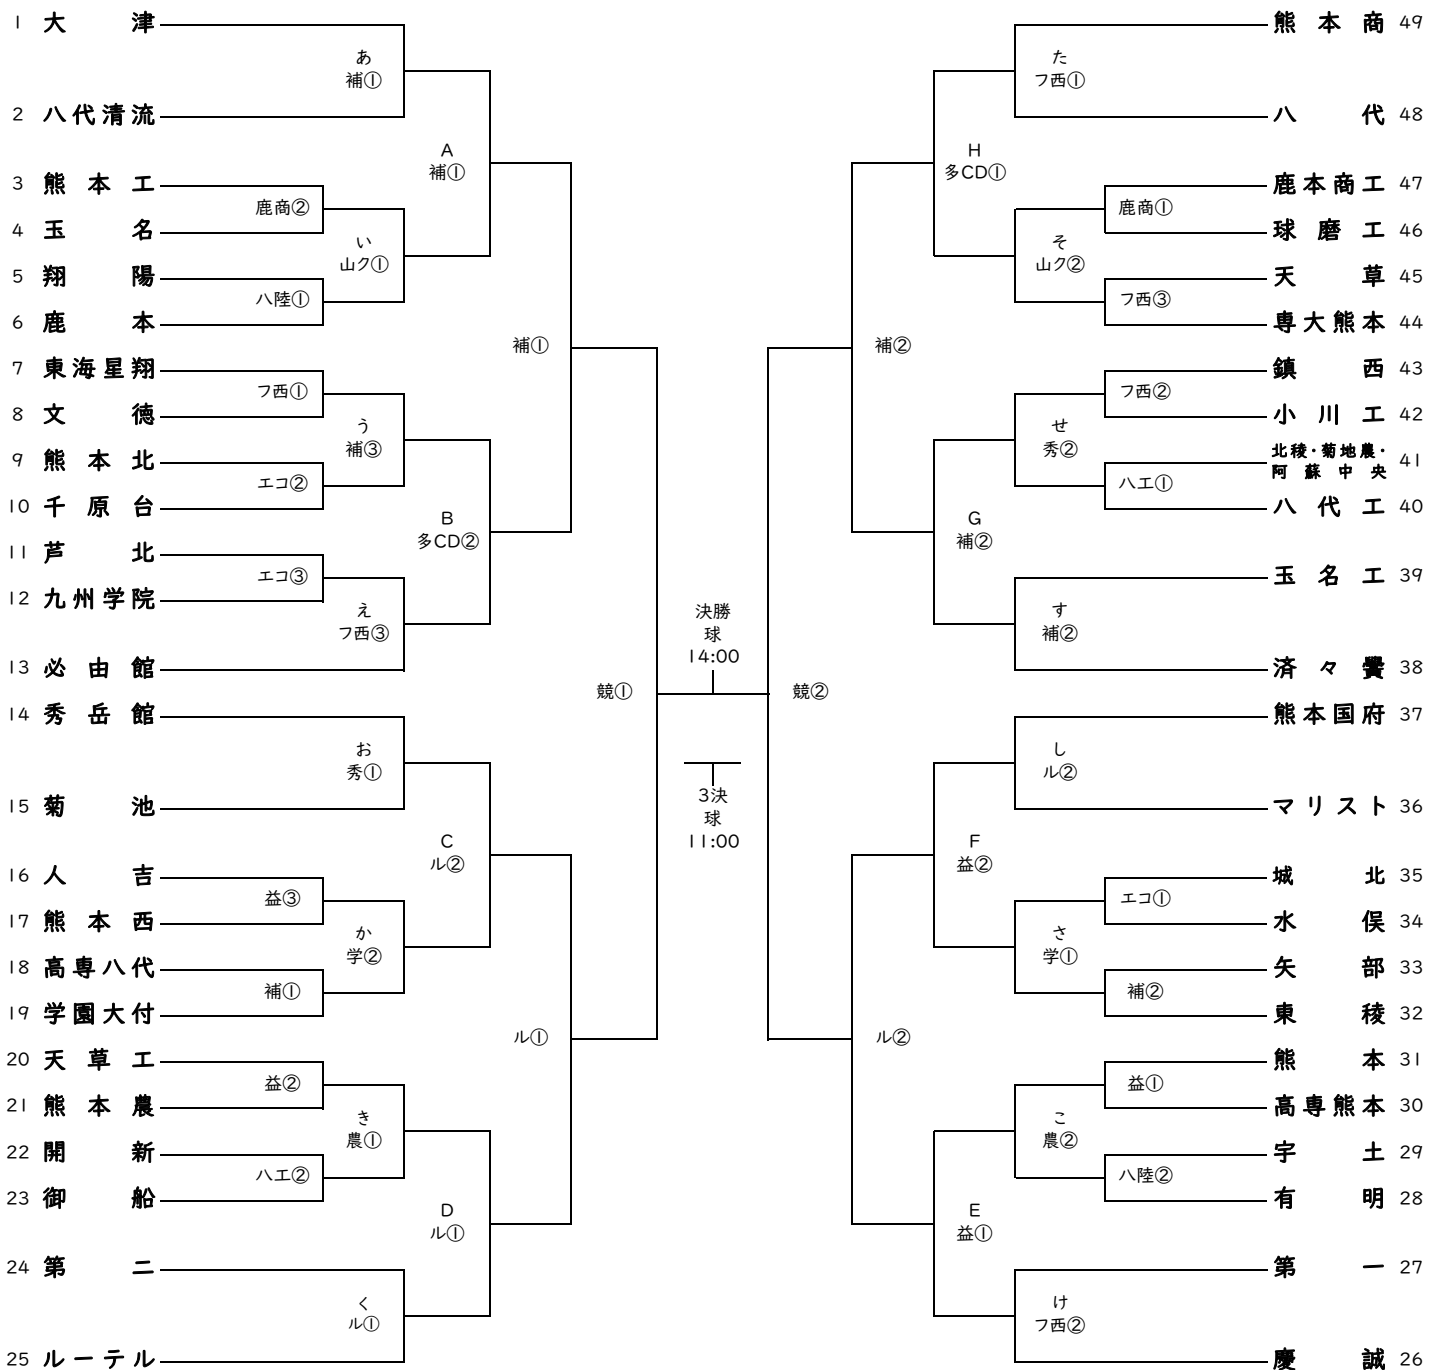 1 大津
2 八代清流
3 熊本工
4 玉名
5 翔陽
6 鹿本
7 東海星翔
8 文徳
9 熊本北
10 千原台
11 芦北
12 九州学院
13 必由館
14 秀岳館
15 菊池
16 人吉
17 熊本西
18 高専八代
19 学園大付
20 天草工
21 熊本農
22 開新
23 御船
24 第二
25 ルーテル
鹿商②
八陸①
フ西①
エコ②
エコ③
益③
補①
益②
八工②
あ
補①
い
山ク①
う
補③
え
フ西③
お
秀①
か
学②
き
農①
く
ル①
A
補①
B
多CD②
C
ル②
D
ル①
補①
ル①
競①
決勝
球
14:00
3決
球
11:00
競②
補②
ル②
H
多CD①
G
補②
F
益②
E
益①
た
フ西①
そ
山ク②
せ
秀②
す
補②
し
ル②
さ
学①
こ
農②
け
フ西②
鹿商①
フ西③
フ西②
八工①
エコ①
補②
益①
八陸②
熊本商 49
八代 48
鹿本商工 47
球磨工 46
天草 45
専大熊本 44
鎮西 43
小川工 42
北稜・菊地農・
阿蘇中央 41
八代工 40
玉名工 39
済々黌 38
熊本国府 37
マリスト 36
城北 35
水俣 34
矢部 33
東稜 32
熊本 31
高専熊本 30
宇土 29
有明 28
第一 27
慶誠 26